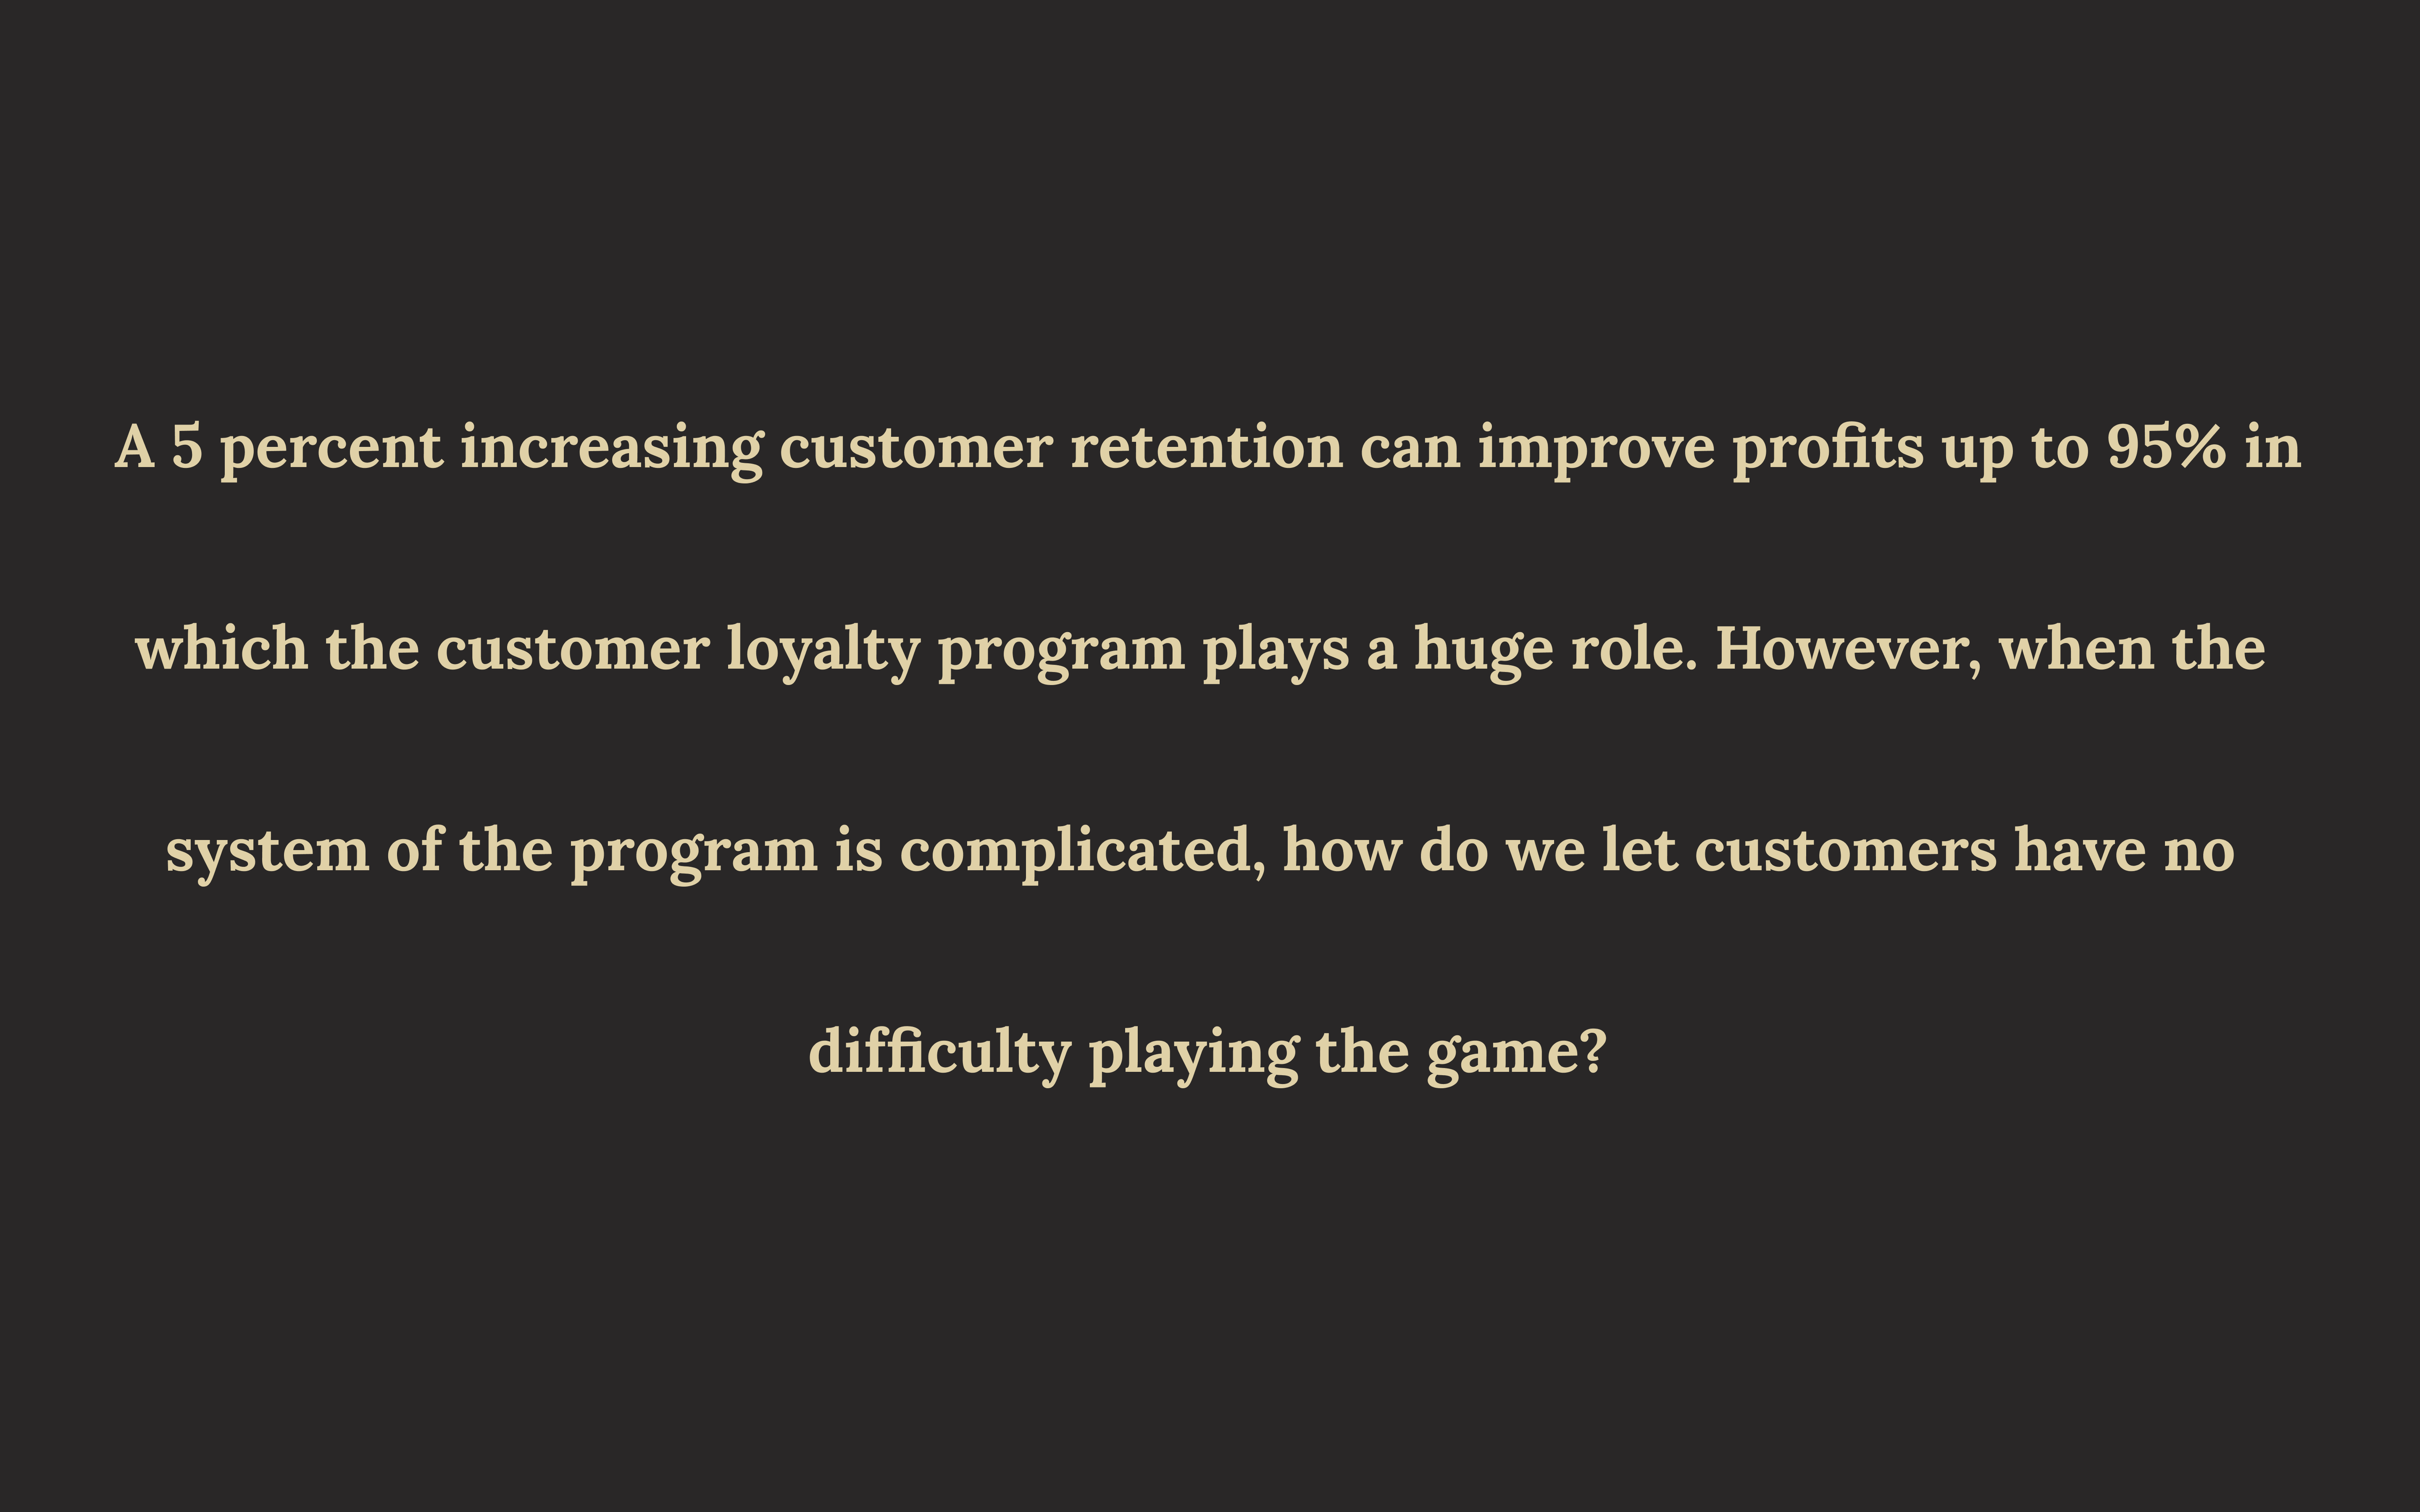 A 5 percent increasing customer retention can improve profits up to 95% in
which the customer loyalty program plays a huge role. However, when the
system of the program is complicated, how do we let customers have no
difficulty playing the game?